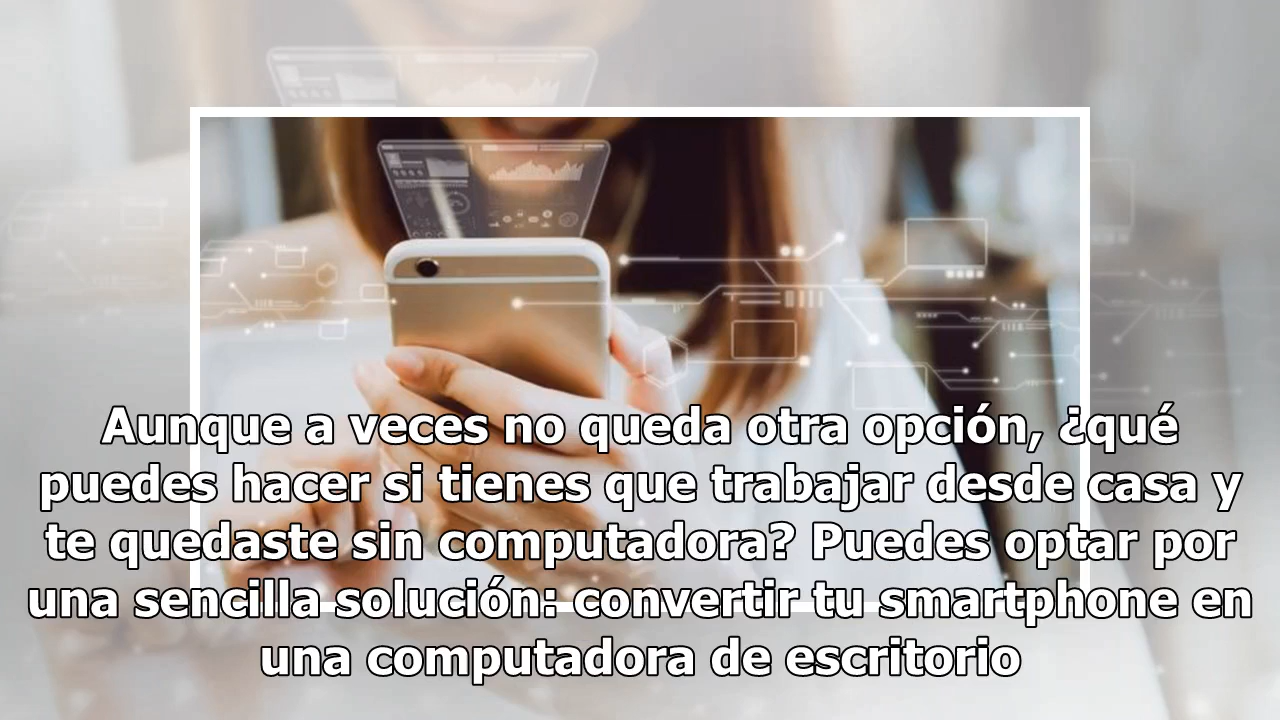 Aunque a veces no queda otra opción, ¿qué
puedes hacer si tienes que trabajar desde casa y
te quedaste sin computadora? Puedes optar por
una sencilla solución: convertir tu smartphone en
una computadora de escritorio